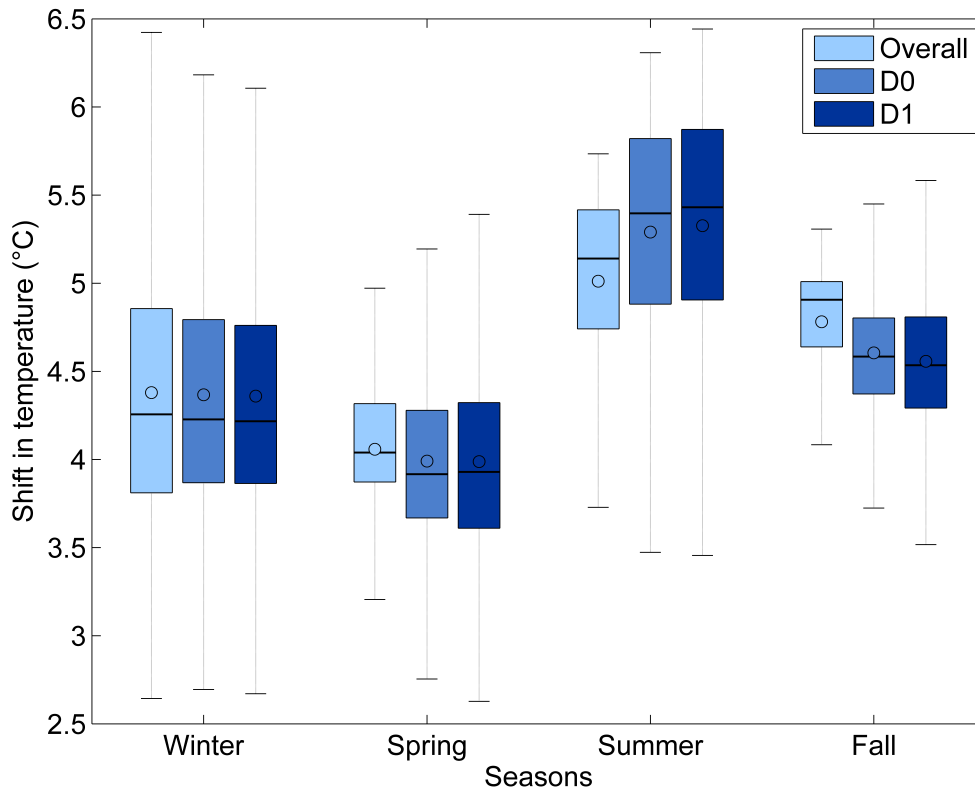 6.5
6
5.5
5
4.5
4
3.5
3
2.5
Shift in temperature (°C)
Overall
D0
D1
Winter
Spring
Summer
Fall
Seasons